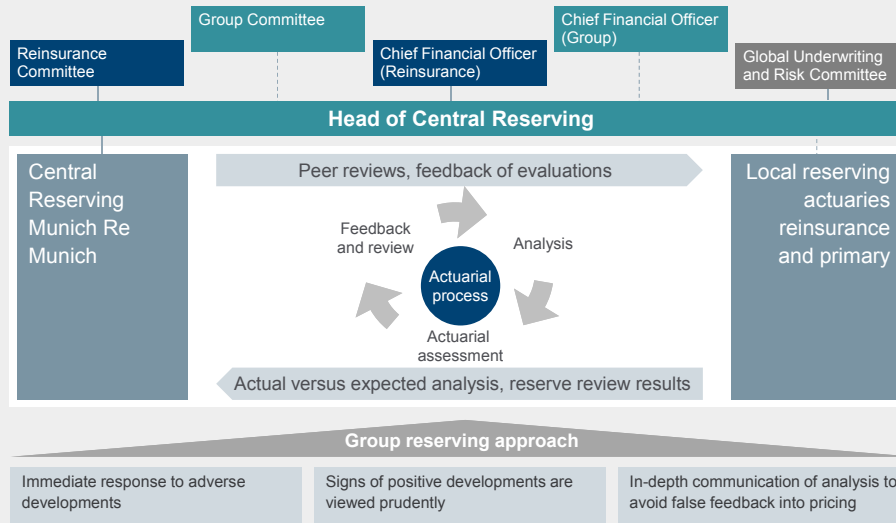 Group Committee
Chief Financial Officer
(Group)
Reinsurance
Committee
Chief Financial Officer
(Reinsurance)
Global Underwriting
and Risk Committee
Head of Central Reserving
Central
Reserving
Munich Re
Munich
Peer reviews, feedback of evaluations
Local reserving
actuaries
reinsurance
and primary
Feedback
and review
Analysis
Actuarial
process
Actuarial
assessment
Actual versus expected analysis, reserve review results
Group reserving approach
Immediate response to adverse
developments
Signs of positive developments are
viewed prudently
In-depth communication of analysis to
avoid false feedback into pricing